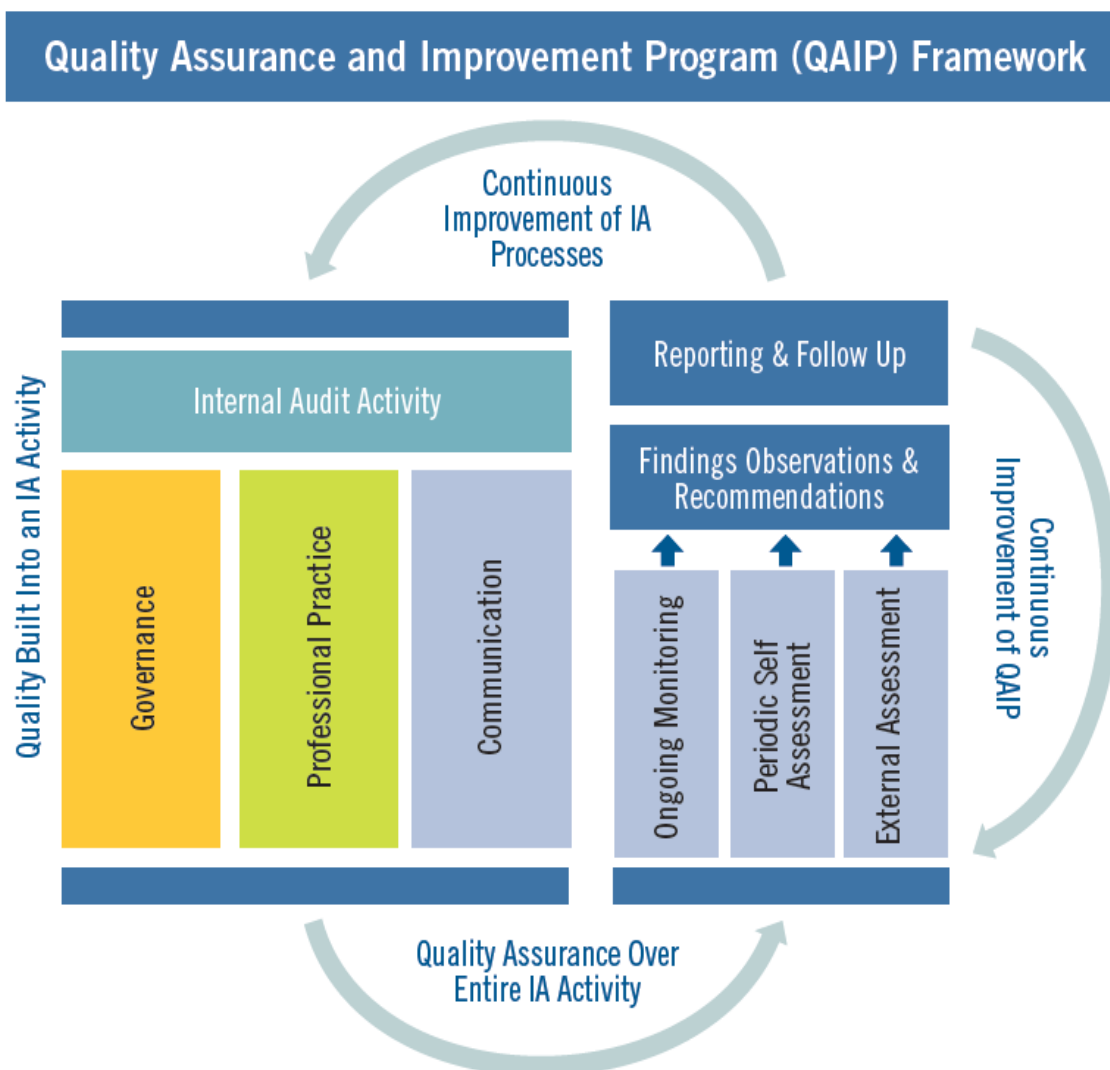 Quality Assurance and Improvement Program (QAIP) Framework
Continuous
Improvement of IA
Processes
Quality Built Into an IA Activity
Internal Audit Activity
Governance
Professional Practice
Communication
Reporting & Follow Up
Findings Observations &
Recommendations
Ongoing Monitoring
Periodic Self
Assessment
External Assessment
Continuous
Improvement of QAIP
Quality Assurance Over
Entire IA Activity